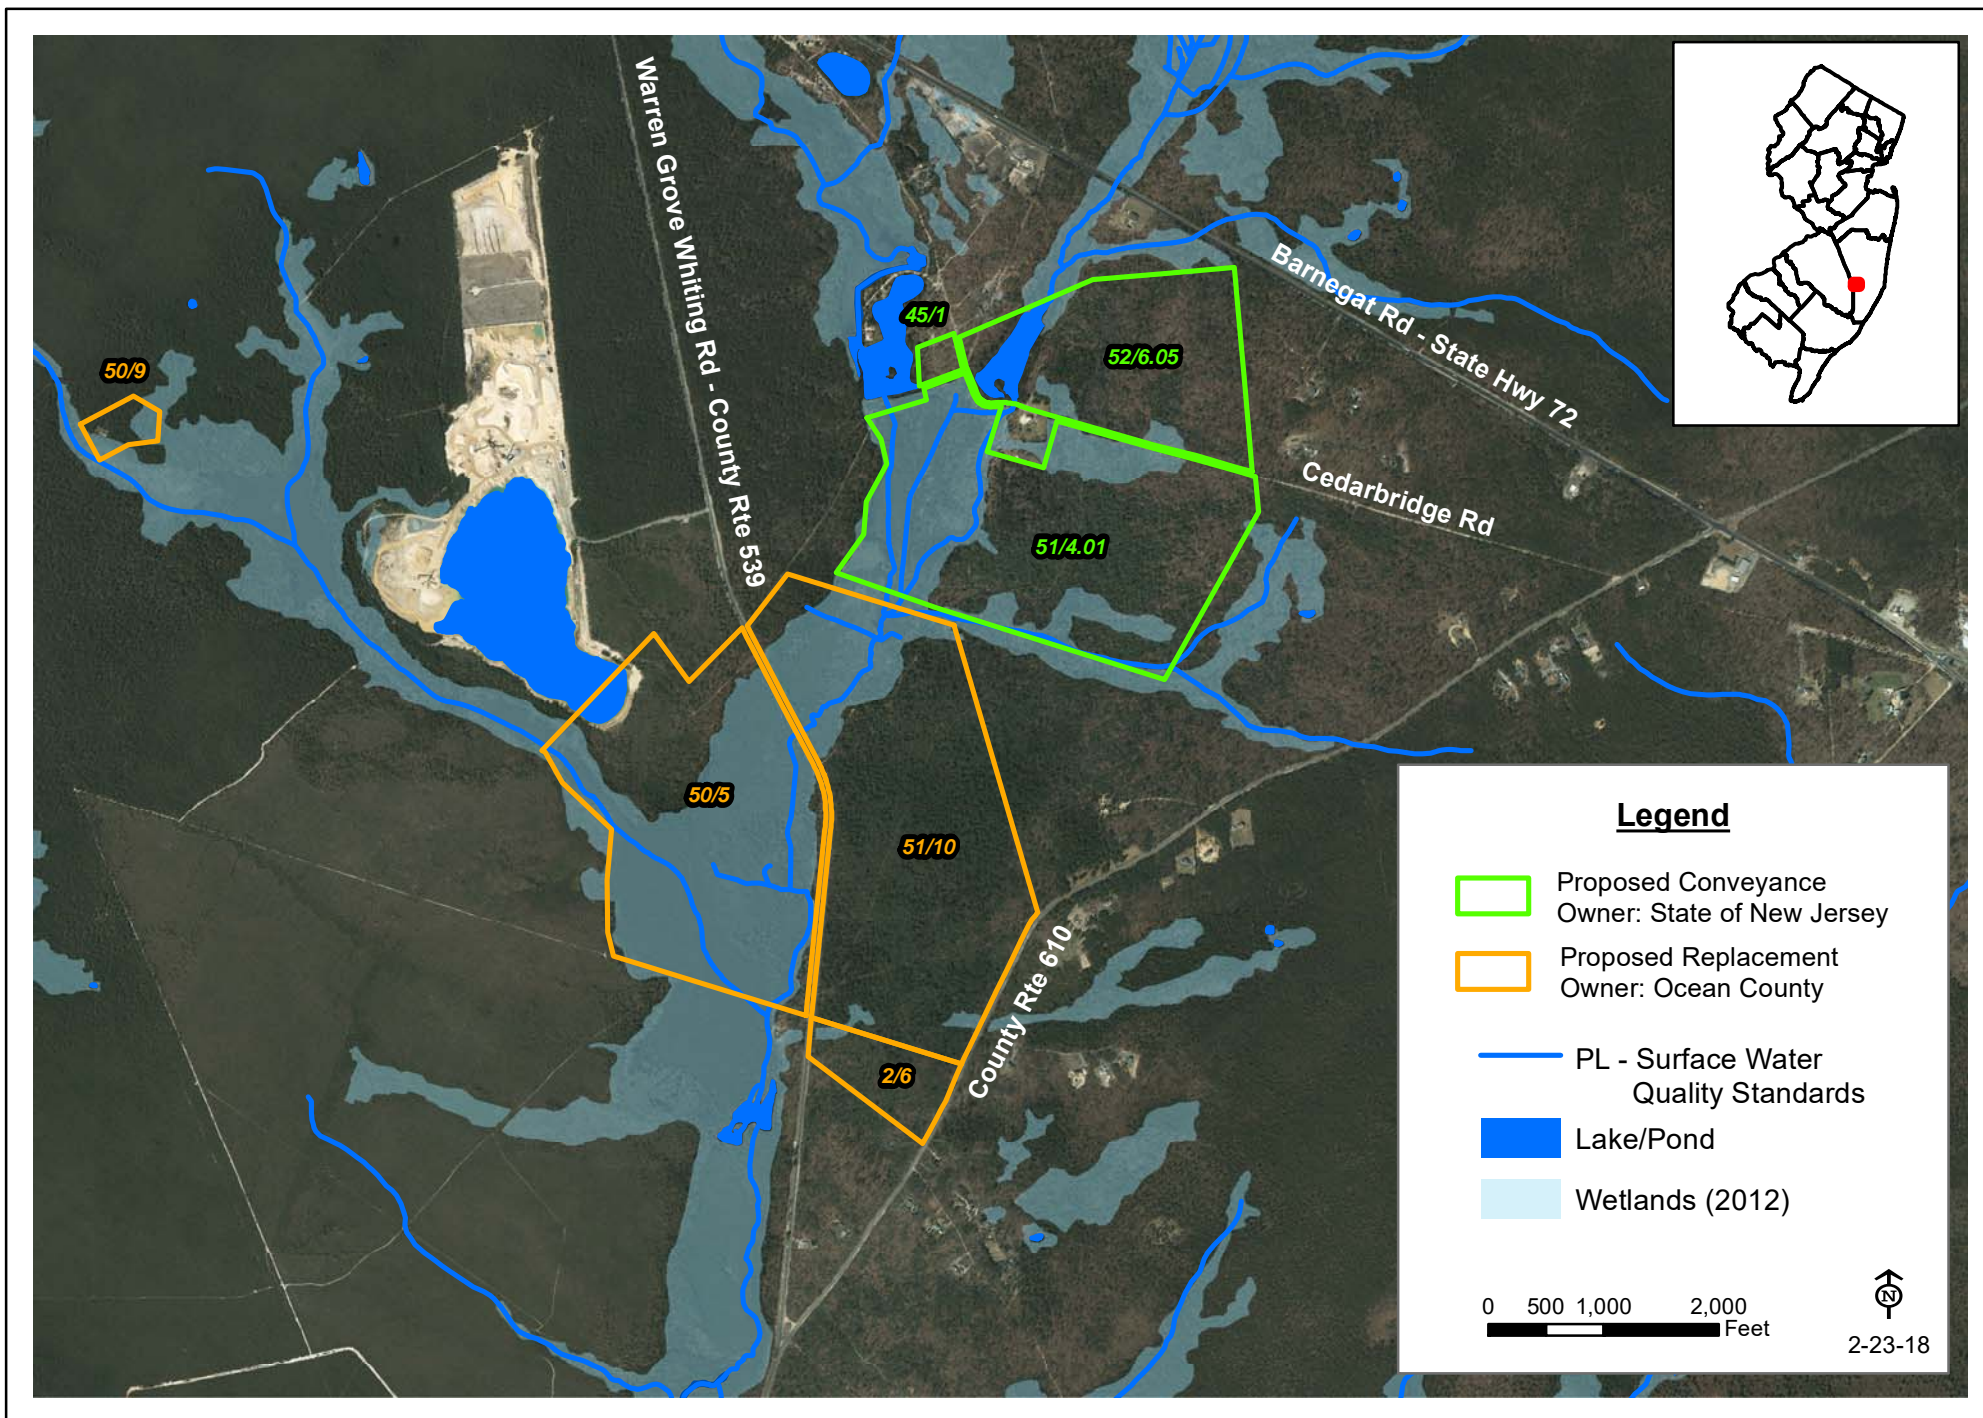 Warren Grove Whiting Rd - County Rte 539
Barnegat Rd - State Hwy 72
45/1
52/6.05
50/9
Cedarbridge Rd
51/4.01
50/5
51/10
County Rte 610
2/6
Legend
Proposed Conveyance
Owner: State of New Jersey
Proposed Replacement
Owner: Ocean County
PL - Surface Water
Quality Standards
Lake/Pond
Wetlands (2012)
0 500 1,000 2,000
Feet
N
2-23-18